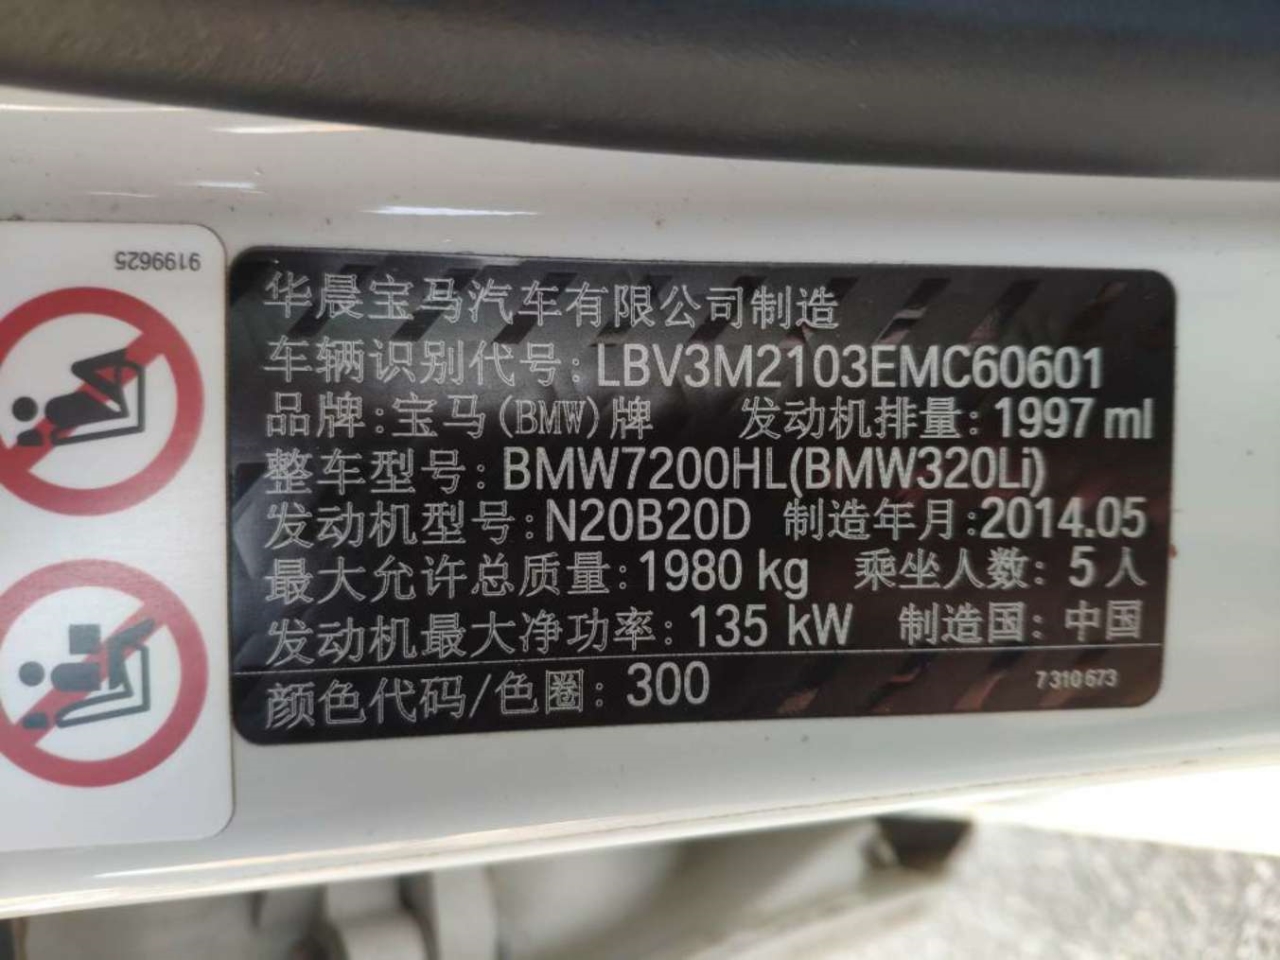 9199625
华晨宝马汽车有限公司制造
车辆识别代号: LBV3M2103EMC60601
品牌:宝马(BMW)牌 发动机排量: 1997 ml
整车型号: BMW7200HL(BMW320Li)
发动机型号: N20B20D 制造年月:2014.05
最大允许总质量: 1980 kg 乘坐人数: 5人
发动机最大净功率: 135 kW 制造国: 中国
颜色代码/色圈: 300 7310673